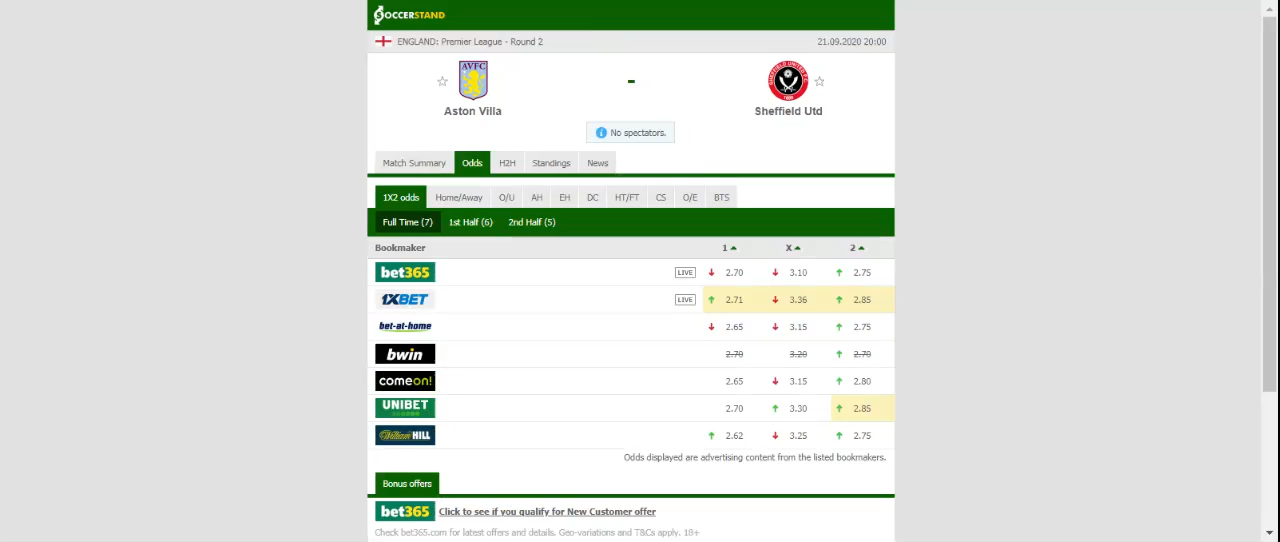 SOCCERSTAND
ENGLAND: Premier League - Round 2 21.09.2020 20:00
AVFC
Aston Villa - Sheffield Utd
No spectators.
Match Summary Odds H2H Standings News
1X2 odds Home/Away O/U AH EH DC HT/FT CS O/E BTS
Full Time (7) 1st Half (6) 2nd Half (5)
Bookmaker 1 X 2
bet365 LIVE 2.70 3.10 2.75
1XBET LIVE 2.71 3.36 2.85
bet-at-home 2.65 3.15 2.75
bwin 2.70 3.20 2.70
comeon! 2.65 3.15 2.80
UNIBET 2.70 3.30 2.85
William HILL 2.62 3.25 2.75
Odds displayed are advertising content from the listed bookmakers.
Bonus offers
bet365 Click to see if you qualify for New Customer offer
Check bet365.com for latest offers and details. Geo-variations and T&Cs apply. 18+